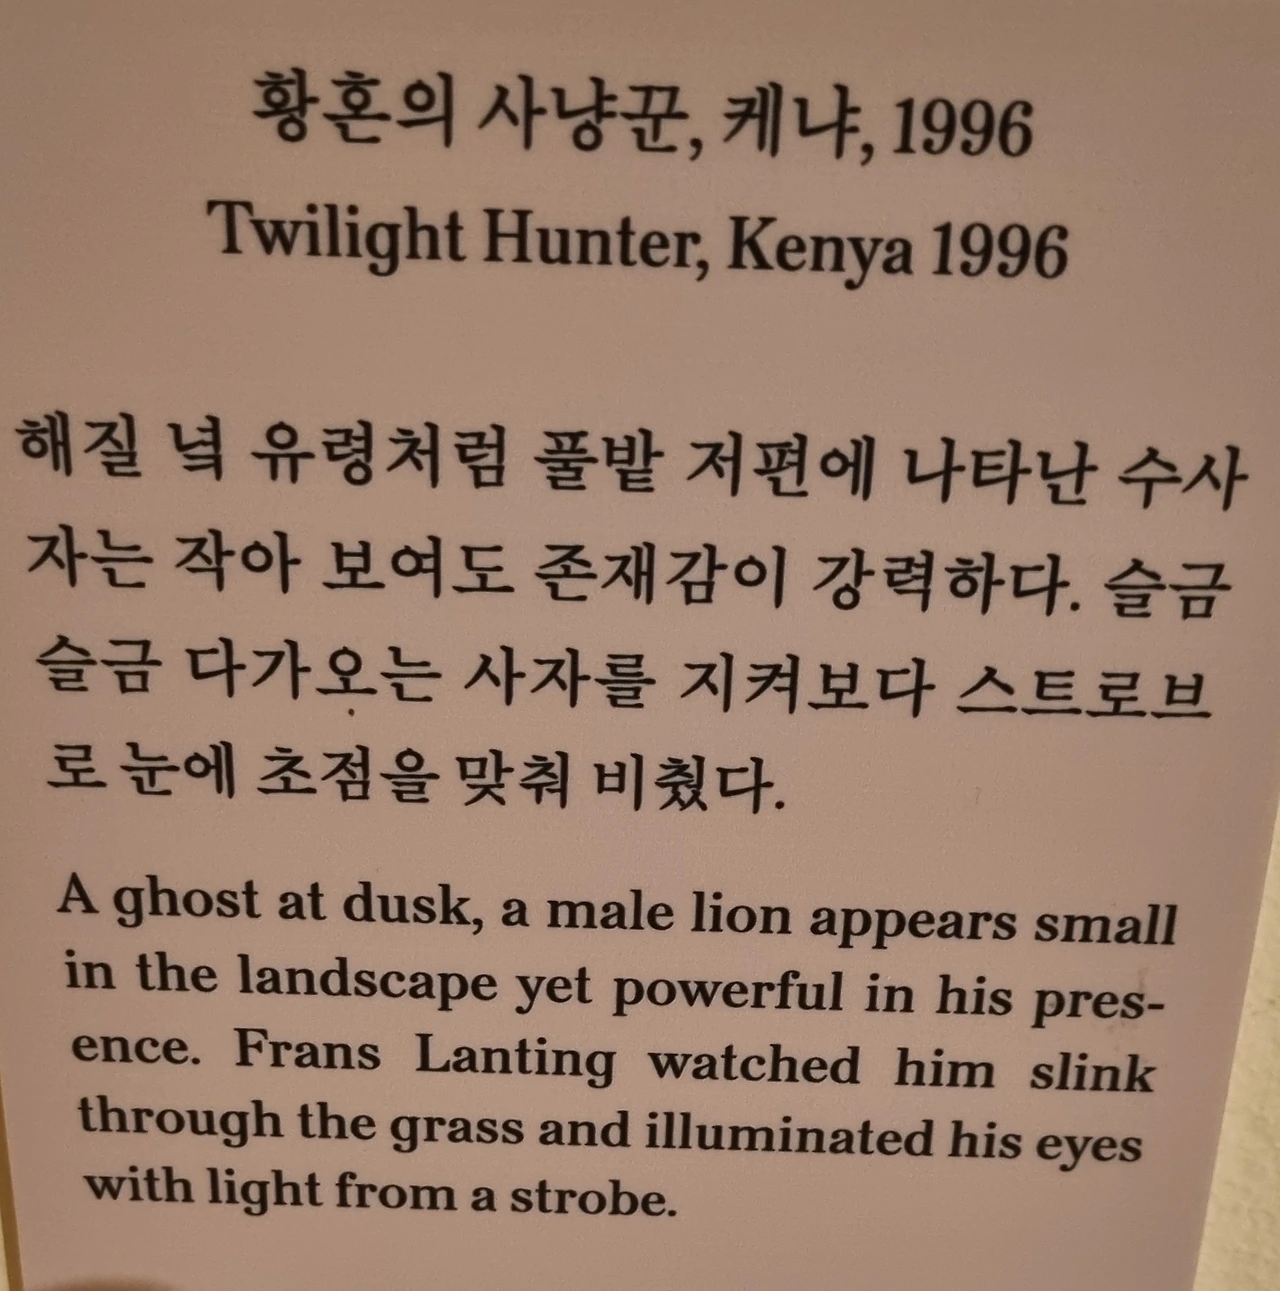 황혼의 사냥꾼, 케냐, 1996
Twilight Hunter, Kenya 1996
해질 녘 유령처럼 풀밭 저편에 나타난 수사
자는 작아 보여도 존재감이 강력하다. 슬금
슬금 다가오는 사자를 지켜보다 스트로브
로 눈에 초점을 맞춰 비췄다.
A ghost at dusk, a male lion appears small
in the landscape yet powerful in his pres-
ence. Frans Lanting watched him slink
through the grass and illuminated his eyes
with light from a strobe.